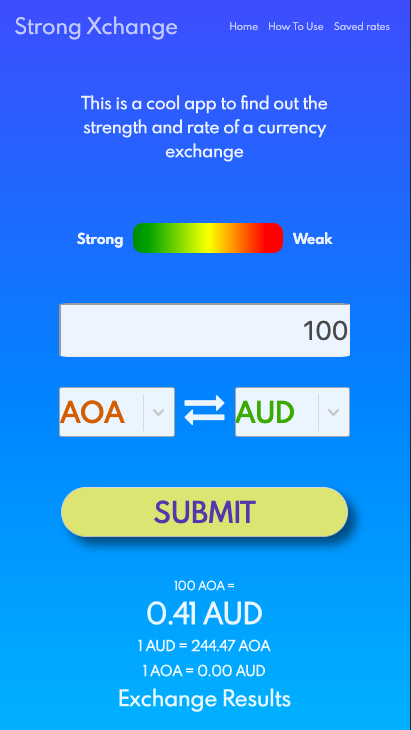 Strong Xchange
Home How To Use Saved rates
This is a cool app to find out the
strength and rate of a currency
exchange
Strong Weak
100
AOA AUD
SUBMIT
100 AOA =
0.41 AUD
1 AUD = 244.47 AOA
1 AOA = 0.00 AUD
Exchange Results